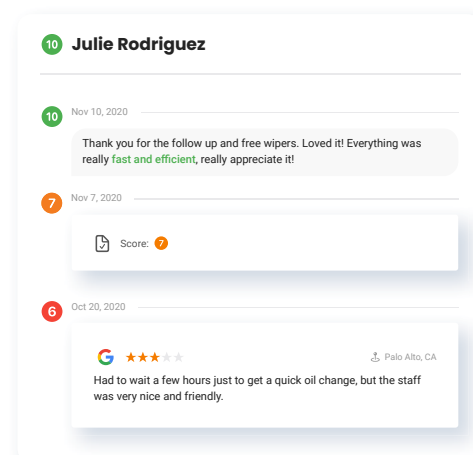 10 Julie Rodriguez
10 Nov 10, 2020
Thank you for the follow up and free wipers. Loved it! Everything was
really fast and efficient, really appreciate it!
7 Nov 7, 2020
Score: 7
6 Oct 20, 2020
G
Palo Alto, CA
Had to wait a few hours just to get a quick oil change, but the staff
was very nice and friendly.